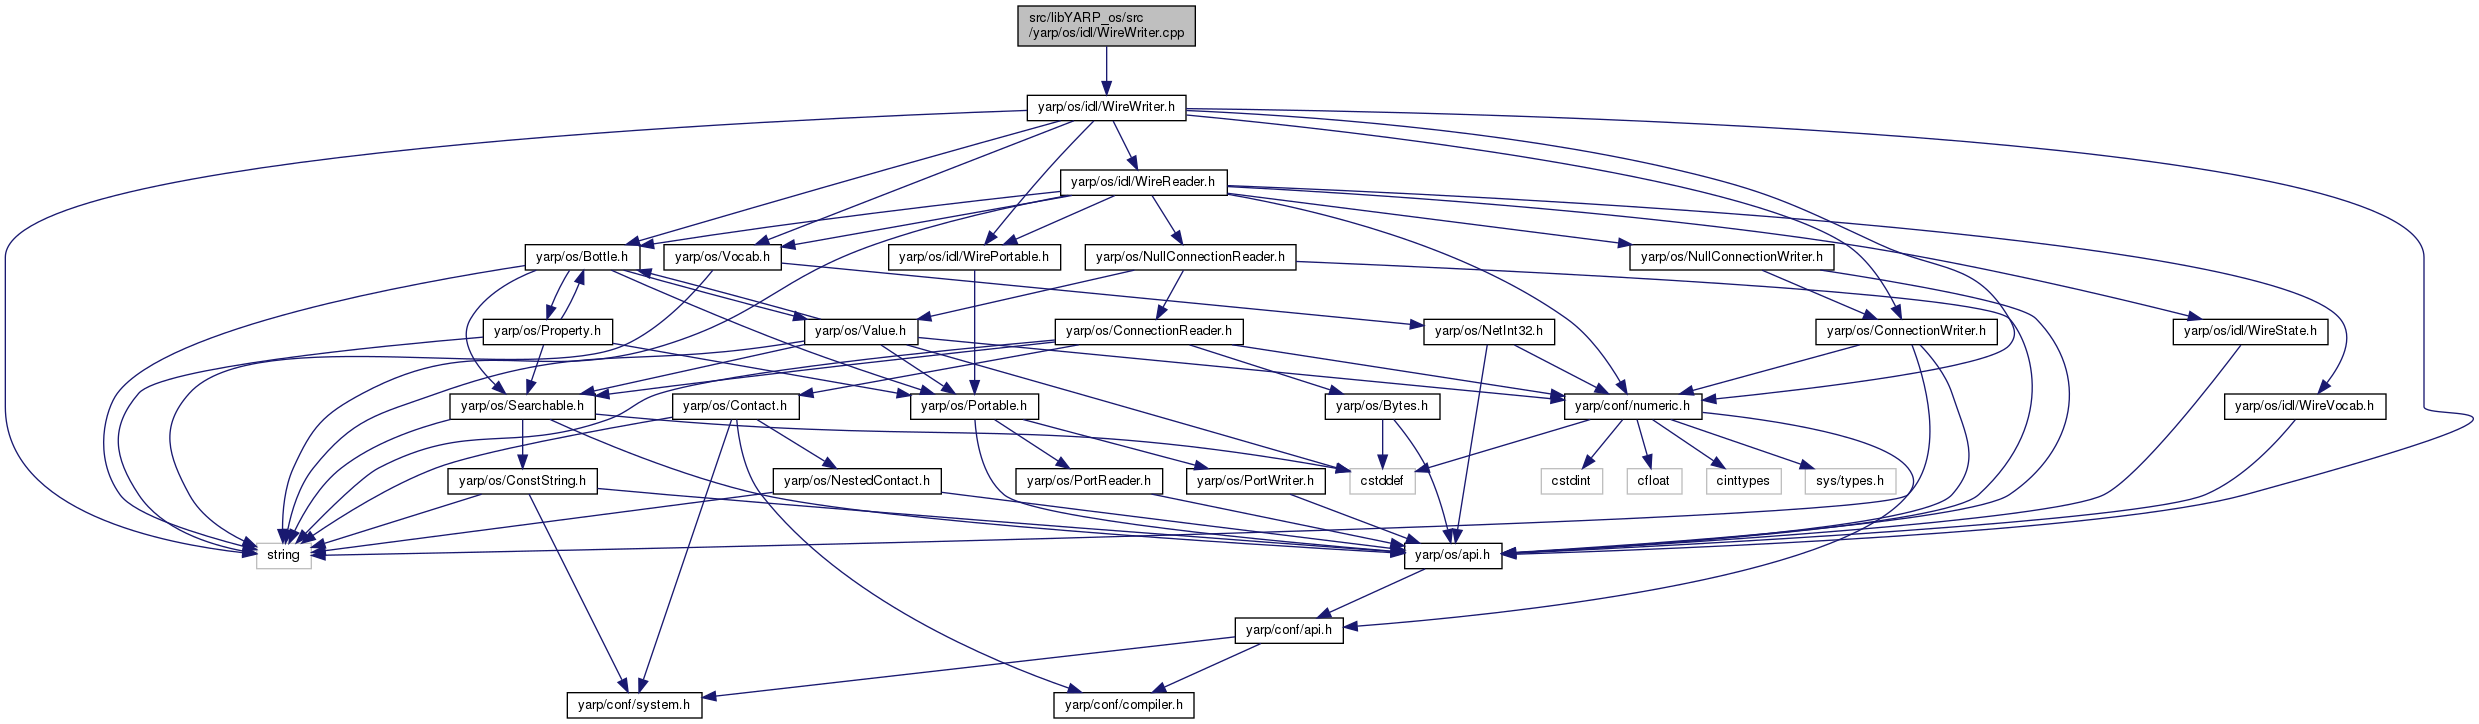 src/libYARP_os/src
/yarp/os/idl/WireWriter.cpp
yarp/os/idl/WireWriter.h
yarp/os/idl/WireReader.h
yarp/os/Bottle.h
yarp/os/Vocab.h
yarp/os/idl/WirePortable.h
yarp/os/NullConnectionReader.h
yarp/os/NullConnectionWriter.h
yarp/os/Property.h
yarp/os/Value.h
yarp/os/ConnectionReader.h
yarp/os/NetInt32.h
yarp/os/ConnectionWriter.h
yarp/os/idl/WireState.h
yarp/os/Searchable.h
yarp/os/Contact.h
yarp/os/Portable.h
yarp/os/Bytes.h
yarp/conf/numeric.h
yarp/os/idl/WireVocab.h
yarp/os/ConstString.h
yarp/os/NestedContact.h
yarp/os/PortReader.h
yarp/os/PortWriter.h
cstddef
cstdint
cfloat
cinttypes
sys/types.h
string
yarp/os/api.h
yarp/conf/api.h
yarp/conf/system.h
yarp/conf/compiler.h